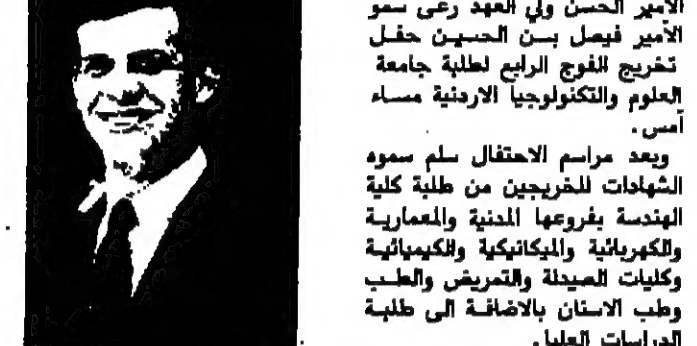 الأمير الحسن ولي العهد رعى سمو
الأمير فيصل بن الحسين حفل
تخريج الفوج الرابع لطلبة جامعة
العلوم والتكنولوجيا الاردنية مساء
أمس.
وبعد مراسم الاحتفال سلم سموه
الشهادات للخريجين من طلبة كلية
الهندسة بفروعها المدنية والمعمارية
والكهربائية والميكانيكية والكيميائية
وكليات الصيدلة والتمريض والطب
وطب الاسنان بالاضافة الى طلبة
الدراسات العليا.